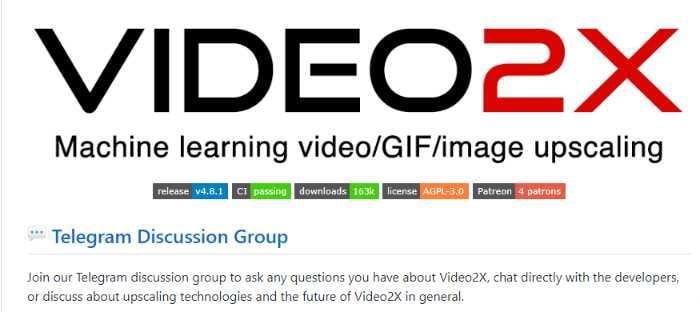 VIDEO2X
Machine learning video/GIF/image upscaling
release v4.8.1 CI passing downloads 163k license AGPL-3.0 Patreon 4 patrons
Telegram Discussion Group
Join our Telegram discussion group to ask any questions you have about Video2X, chat directly with the developers,
or discuss about upscaling technologies and the future of Video2X in general.